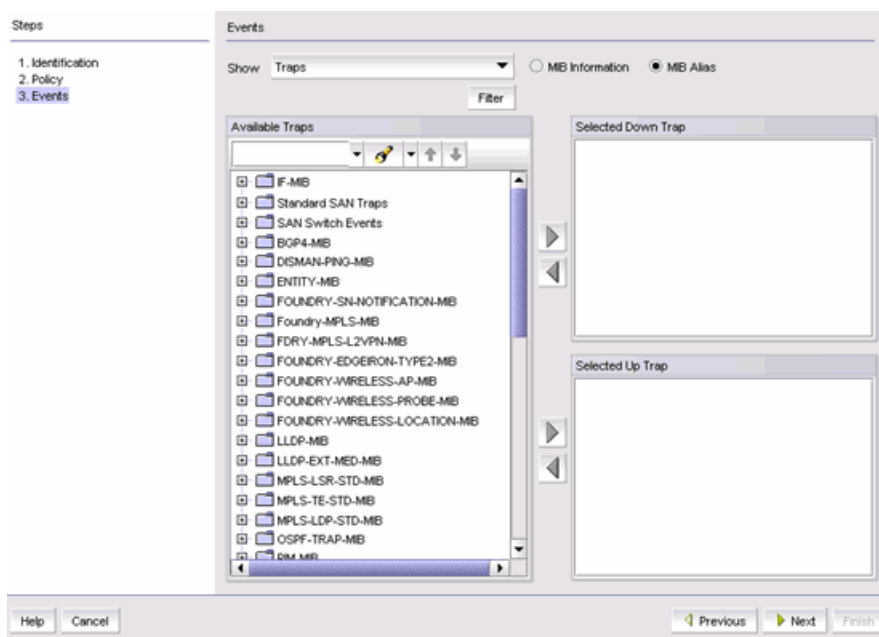 Steps
1. Identification
2. Policy
3. Events
Events
Show Traps MIB Information MIB Alias
Filter
Available Traps
IF-MIB
Standard SAN Traps
SAN Switch Events
BGP4-MIB
DISMAN-PING-MIB
ENTITY-MIB
FOUNDRY-SN-NOTIFICATION-MIB
Foundry-MPLS-MIB
FDRY-MPLS-L2VPN-MIB
FOUNDRY-EDGEIRON-TYPE2-MIB
FOUNDRY-WIRELESS-AP-MIB
FOUNDRY-WIRELESS-PROBE-MIB
FOUNDRY-WIRELESS-LOCATION-MIB
LLDP-MIB
LLDP-EXT-MED-MIB
MPLS-LSR-STD-MIB
MPLS-TE-STD-MIB
MPLS-LDP-STD-MIB
OSPF-TRAP-MIB
PIM-MIB
Selected Down Trap
Selected Up Trap
Help Cancel Previous Next Finish